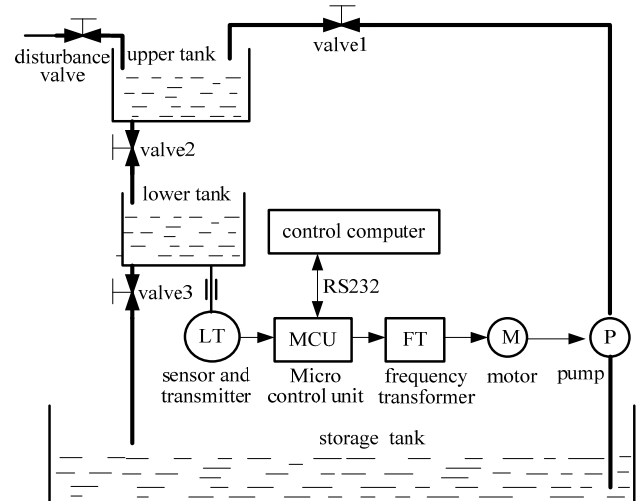 valve1
disturbance
valve
upper tank
valve2
lower tank
control computer
valve3
RS232
LT
MCU
FT
M
P
sensor and
transmitter
Micro
control unit
frequency
transformer
motor
pump
storage tank